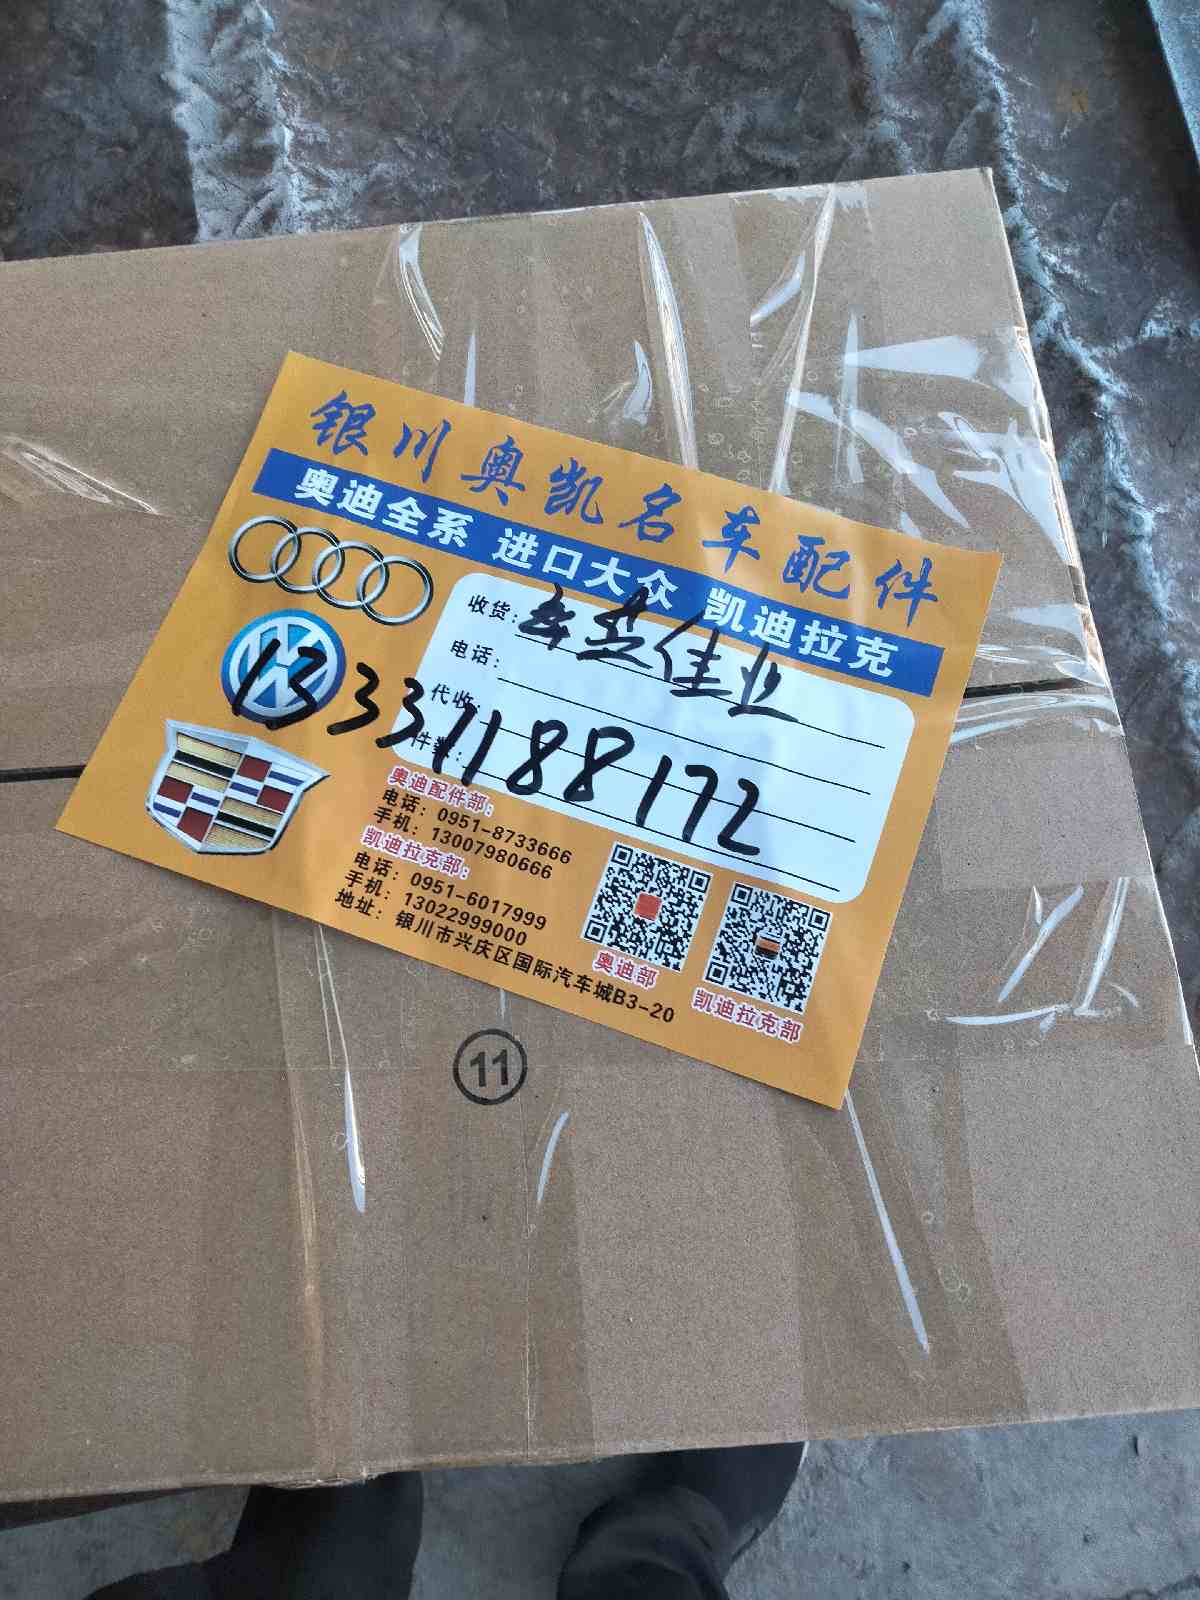 银川奥凯名车配件
奥迪全系 进口大众 凯迪拉克
收货:
佳业
电话:
代收:
件数:
13371188172
奥迪配件部:
电话: 0951-8733666
手机: 13007980666
凯迪拉克部:
电话: 0951-6017999
手机: 13022999000
地址: 银川市兴庆区国际汽车城B3-20
奥迪部
凯迪拉克部
11